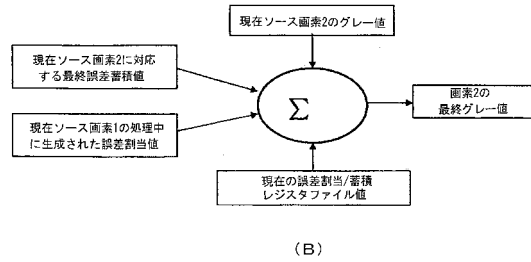 現在ソース画素2のグレー値
現在ソース画素2に対応
する最終誤差蓄積値
Σ
画素2の
最終グレー値
現在ソース画素1の処理中
に生成された誤差割当値
現在の誤差割当/蓄積
レジスタファイル値
(B)